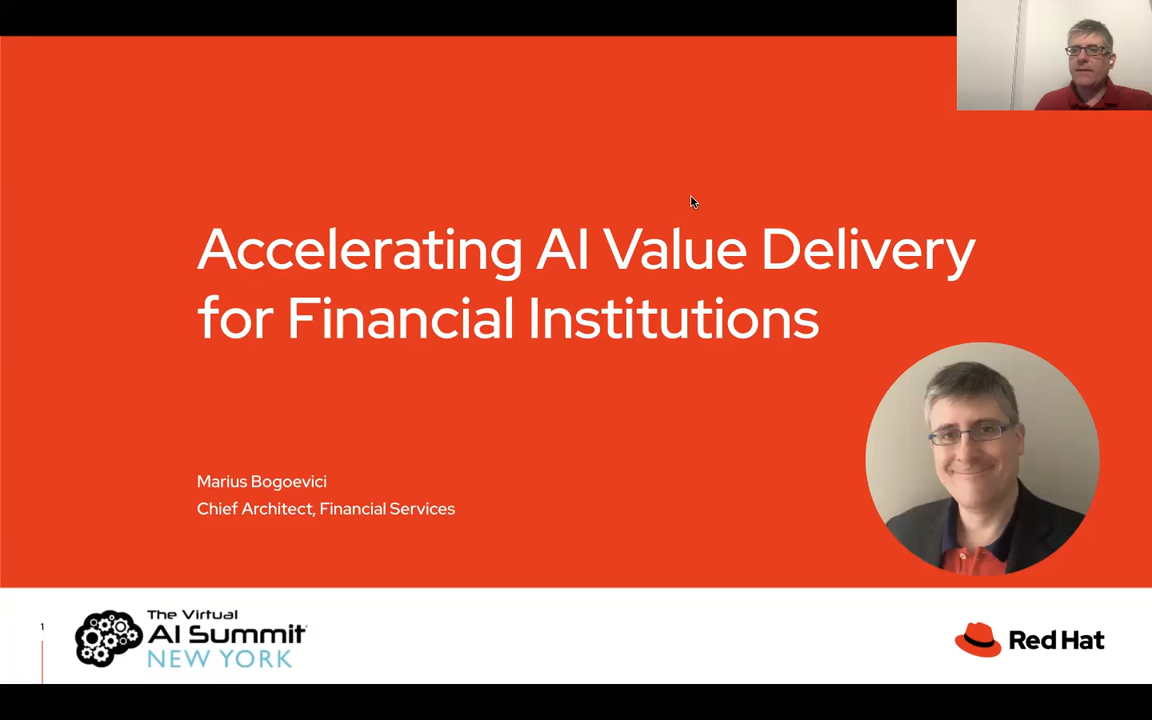 Accelerating AI Value Delivery
for Financial Institutions
Marius Bogoevici
Chief Architect, Financial Services
1
The Virtual
AI Summit
NEW YORK
Red Hat